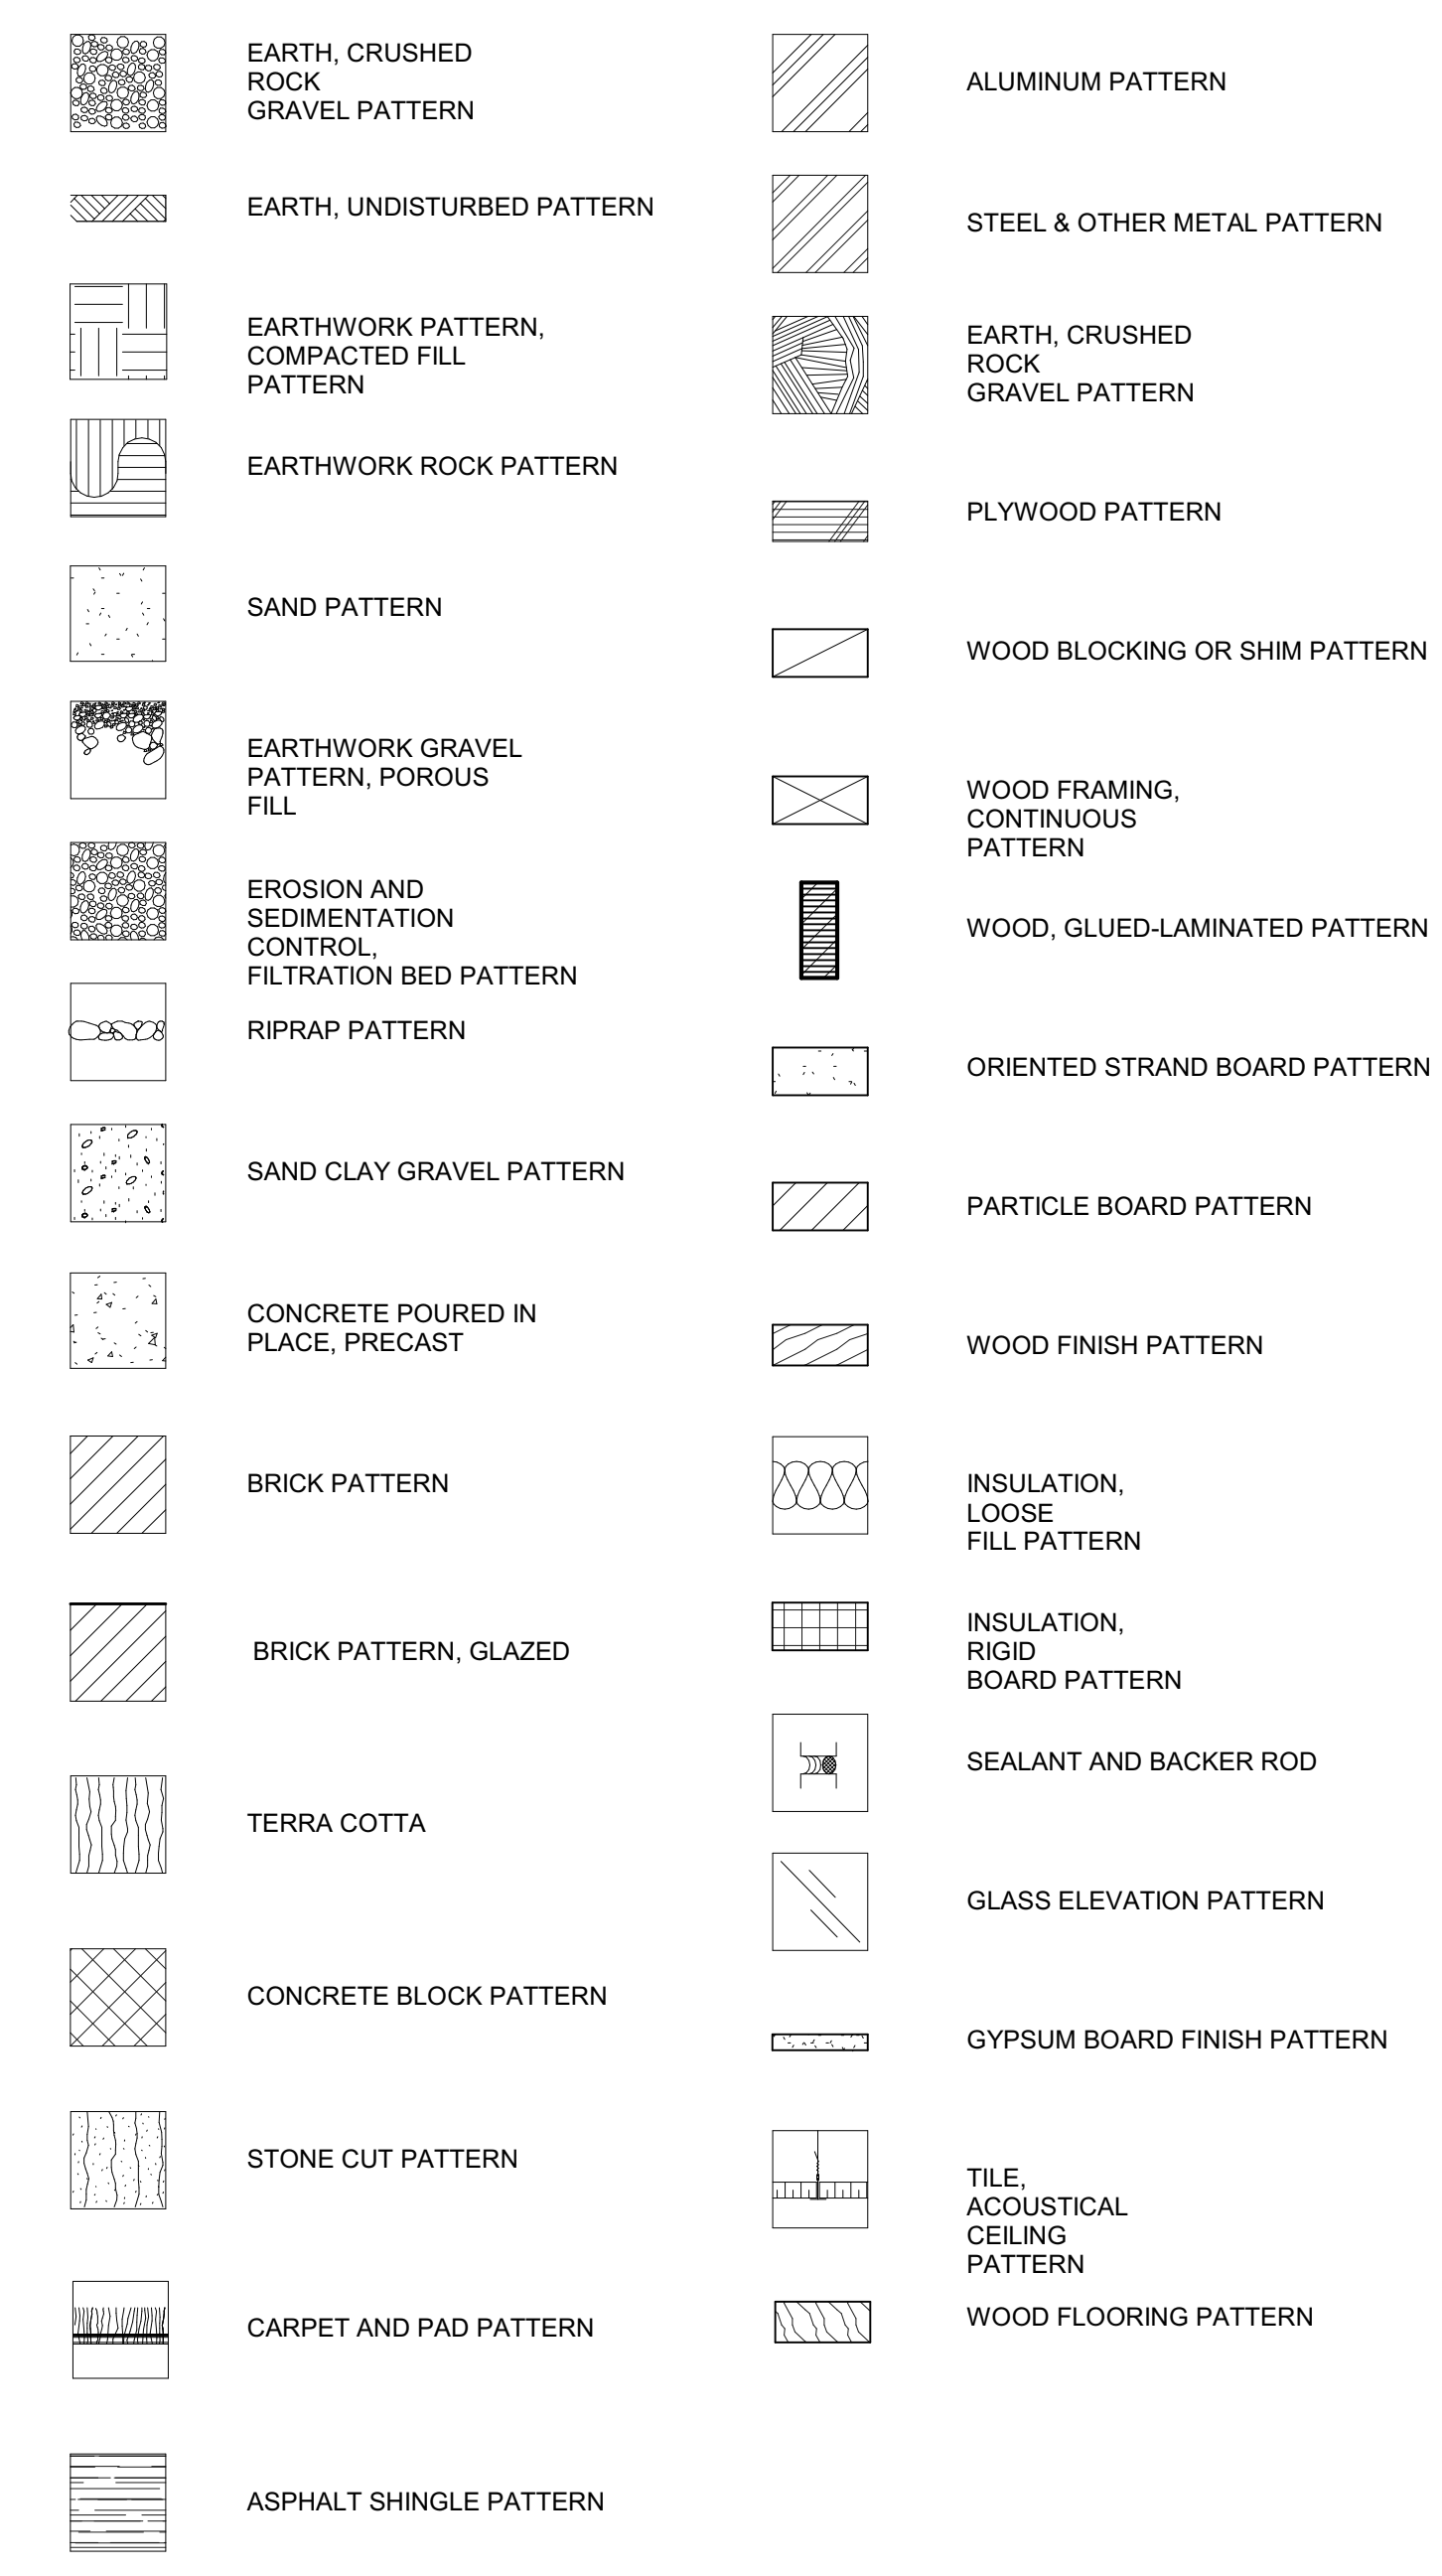 EARTH, CRUSHED
ROCK
GRAVEL PATTERN
EARTH, UNDISTURBED PATTERN
EARTHWORK PATTERN,
COMPACTED FILL
PATTERN
EARTHWORK ROCK PATTERN
SAND PATTERN
EARTHWORK GRAVEL
PATTERN, POROUS
FILL
EROSION AND
SEDIMENTATION
CONTROL,
FILTRATION BED PATTERN
RIPRAP PATTERN
SAND CLAY GRAVEL PATTERN
CONCRETE POURED IN
PLACE, PRECAST
BRICK PATTERN
BRICK PATTERN, GLAZED
TERRA COTTA
CONCRETE BLOCK PATTERN
STONE CUT PATTERN
CARPET AND PAD PATTERN
ASPHALT SHINGLE PATTERN
ALUMINUM PATTERN
STEEL & OTHER METAL PATTERN
EARTH, CRUSHED
ROCK
GRAVEL PATTERN
PLYWOOD PATTERN
WOOD BLOCKING OR SHIM PATTERN
WOOD FRAMING,
CONTINUOUS
PATTERN
WOOD, GLUED-LAMINATED PATTERN
ORIENTED STRAND BOARD PATTERN
PARTICLE BOARD PATTERN
WOOD FINISH PATTERN
INSULATION,
LOOSE
FILL PATTERN
INSULATION,
RIGID
BOARD PATTERN
SEALANT AND BACKER ROD
GLASS ELEVATION PATTERN
GYPSUM BOARD FINISH PATTERN
TILE,
ACOUSTICAL
CEILING
PATTERN
WOOD FLOORING PATTERN